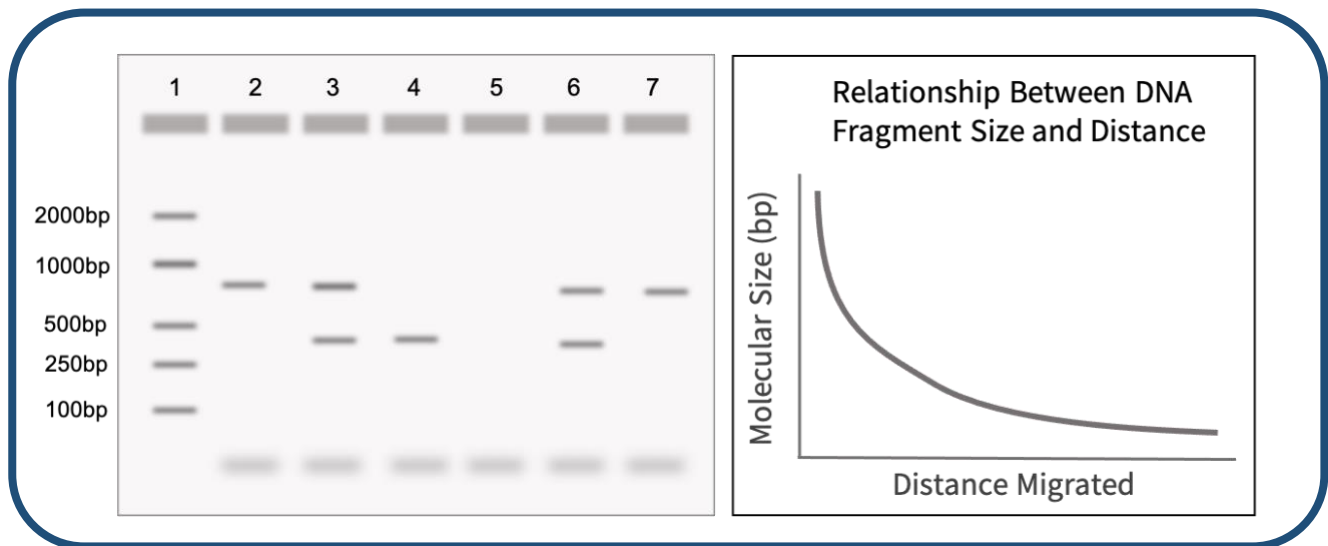 1 2 3 4 5 6 7
2000bp
1000bp
500bp
250bp
100bp
Relationship Between DNA
Fragment Size and Distance
Molecular Size (bp)
Distance Migrated